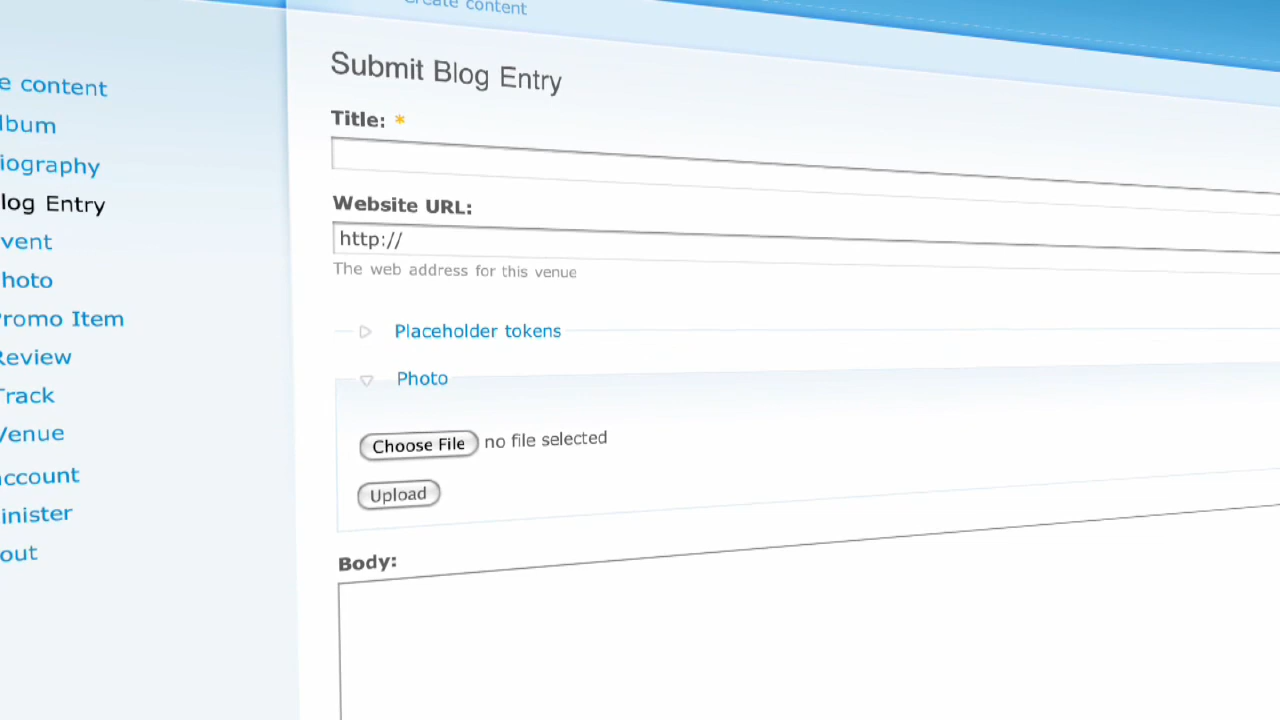 Create content
Submit Blog Entry
Title: *
Website URL:
http://
The web address for this venue
Placeholder tokens
Photo
Choose File no file selected
Upload
Body:
e content
lbum
iography
log Entry
vent
hoto
romo Item
Review
Track
Venue
account
inister
out